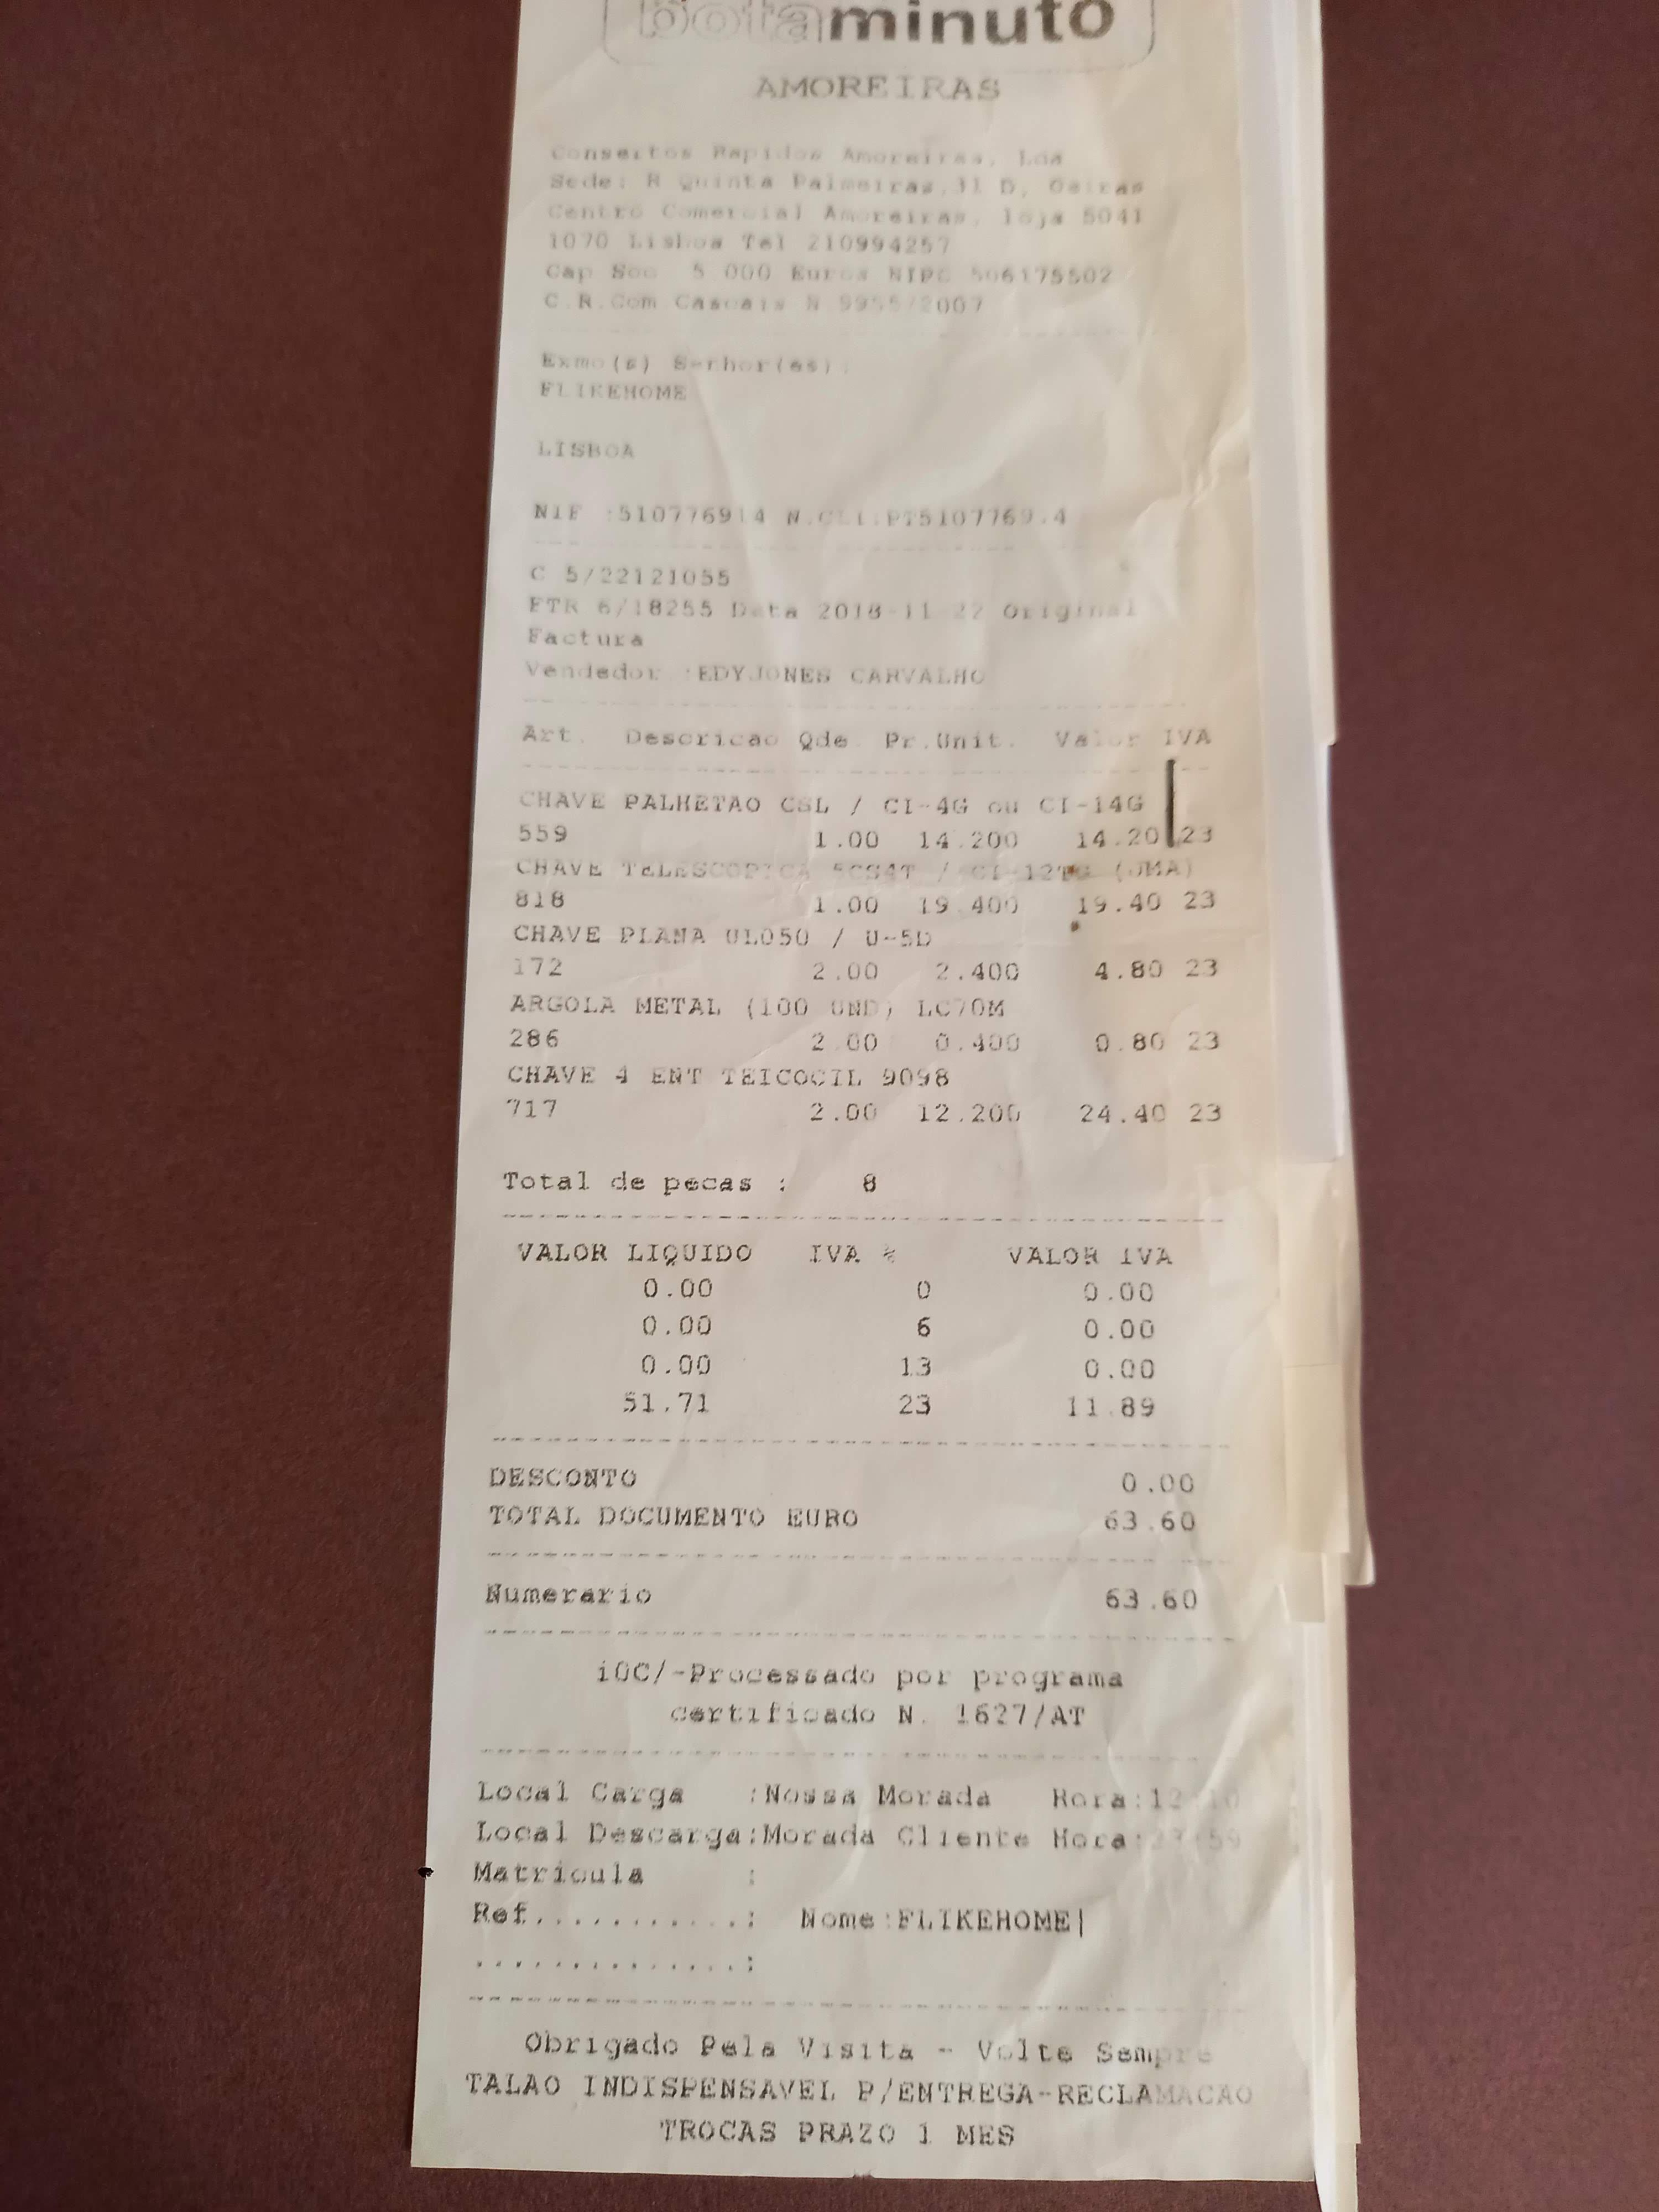 botaminuto
AMOREIRAS
Consertos Rapidos Amoreiras, Lda
Sede: R Quinta Palmeiras,31 D, Oeiras
Centro Comercial Amoreiras, loja 5041
1070 Lisboa Tel 210994257
Cap Soc 5 000 Euros NIPC 506175502
C.R.Com Cascais N 9955/2007
Exmo(s) Senhor(es):
FLIKEHOME
LISBOA
NIF :510776914 N.CLI:PT510776914
C 5/22121055
FTR 6/18255 Data 2018-11-27 Original
Factura
Vendedor :EDYJONES CARVALHO
Art. Descricao Qde. Pr.Unit. Valor IVA
CHAVE PALHETAO CSL / CI-4G ou CI-14G
559 1.00 14.200 14.20 23
CHAVE TELESCOPICA 5CS4T / CI-12TG (JMA)
818 1.00 19.400 19.40 23
CHAVE PLANA UL050 / U-5D
172 2.00 2.400 4.80 23
ARGOLA METAL (100 UND) LC70M
286 2.00 0.400 0.80 23
CHAVE 4 ENT TEICOCIL 9098
717 2.00 12.200 24.40 23
Total de pecas : 8
VALOR LIQUIDO IVA % VALOR IVA
0.00 0 0.00
0.00 6 0.00
0.00 13 0.00
51.71 23 11.89
DESCONTO 0.00
TOTAL DOCUMENTO EURO 63.60
Numerario 63.60
iOC/-Processado por programa
certificado N. 1627/AT
Local Carga :Nossa Morada Hora:12:10
Local Descarga:Morada Cliente Hora:23:59
Matricula :
Ref............: Nome:FLIKEHOME|
..............:
Obrigado Pela Visita - Volte Sempre
TALAO INDISPENSAVEL P/ENTREGA-RECLAMACAO
TROCAS PRAZO 1 MES